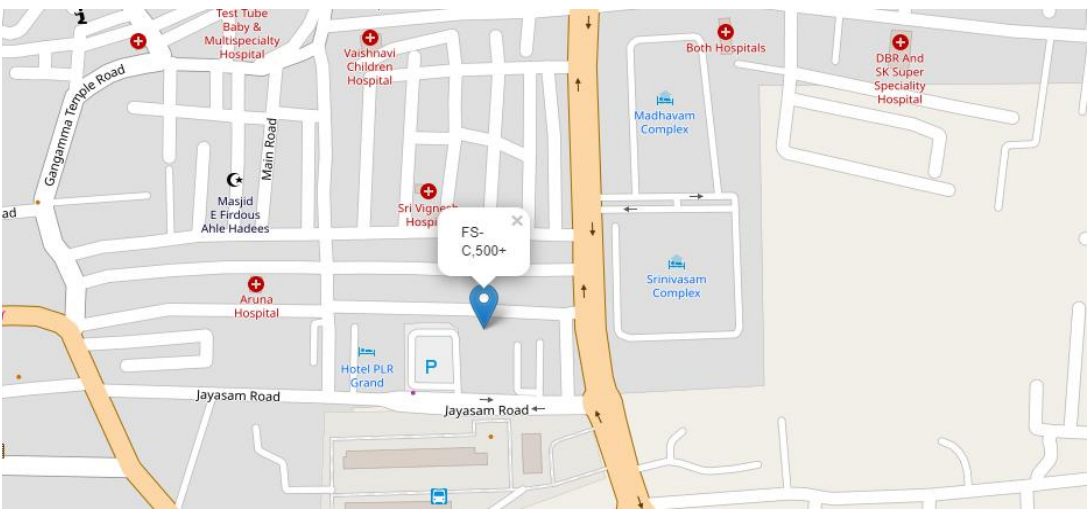 Test Tube
Baby &
Multispecialty
Hospital
Vaishnavi
Children
Hospital
Both Hospitals
DBR And
SK Super
Speciality
Hospital
Gangamma Temple Road
Main Road
Madhavam
Complex
Masjid
E Firdous
Ahle Hadees
Sri Vignesh
ad
FS-
C,500+
×
Srinivasam
Complex
Aruna
Hospital
Hotel PLR
Grand
P
Jayasam Road
Jayasam Road